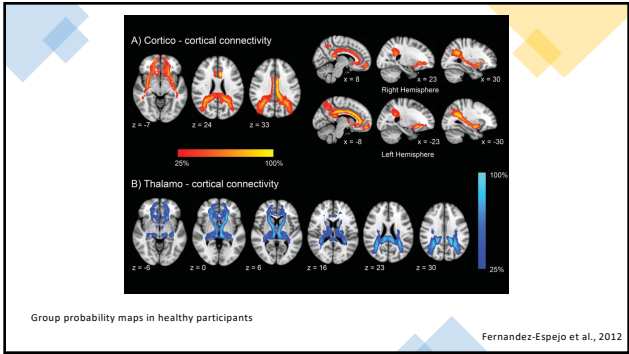 A) Cortico - cortical connectivity
x = 8
x = 23
x = 30
Right Hemisphere
z = -7
z = 24
z = 33
x = -8
x = -23
x = -30
Left Hemisphere
25%
100%
B) Thalamo - cortical connectivity
100%
25%
z = -6
z = 0
z = 6
z = 16
z = 23
z = 30
Group probability maps in healthy participants
Fernandez-Espejo et al., 2012